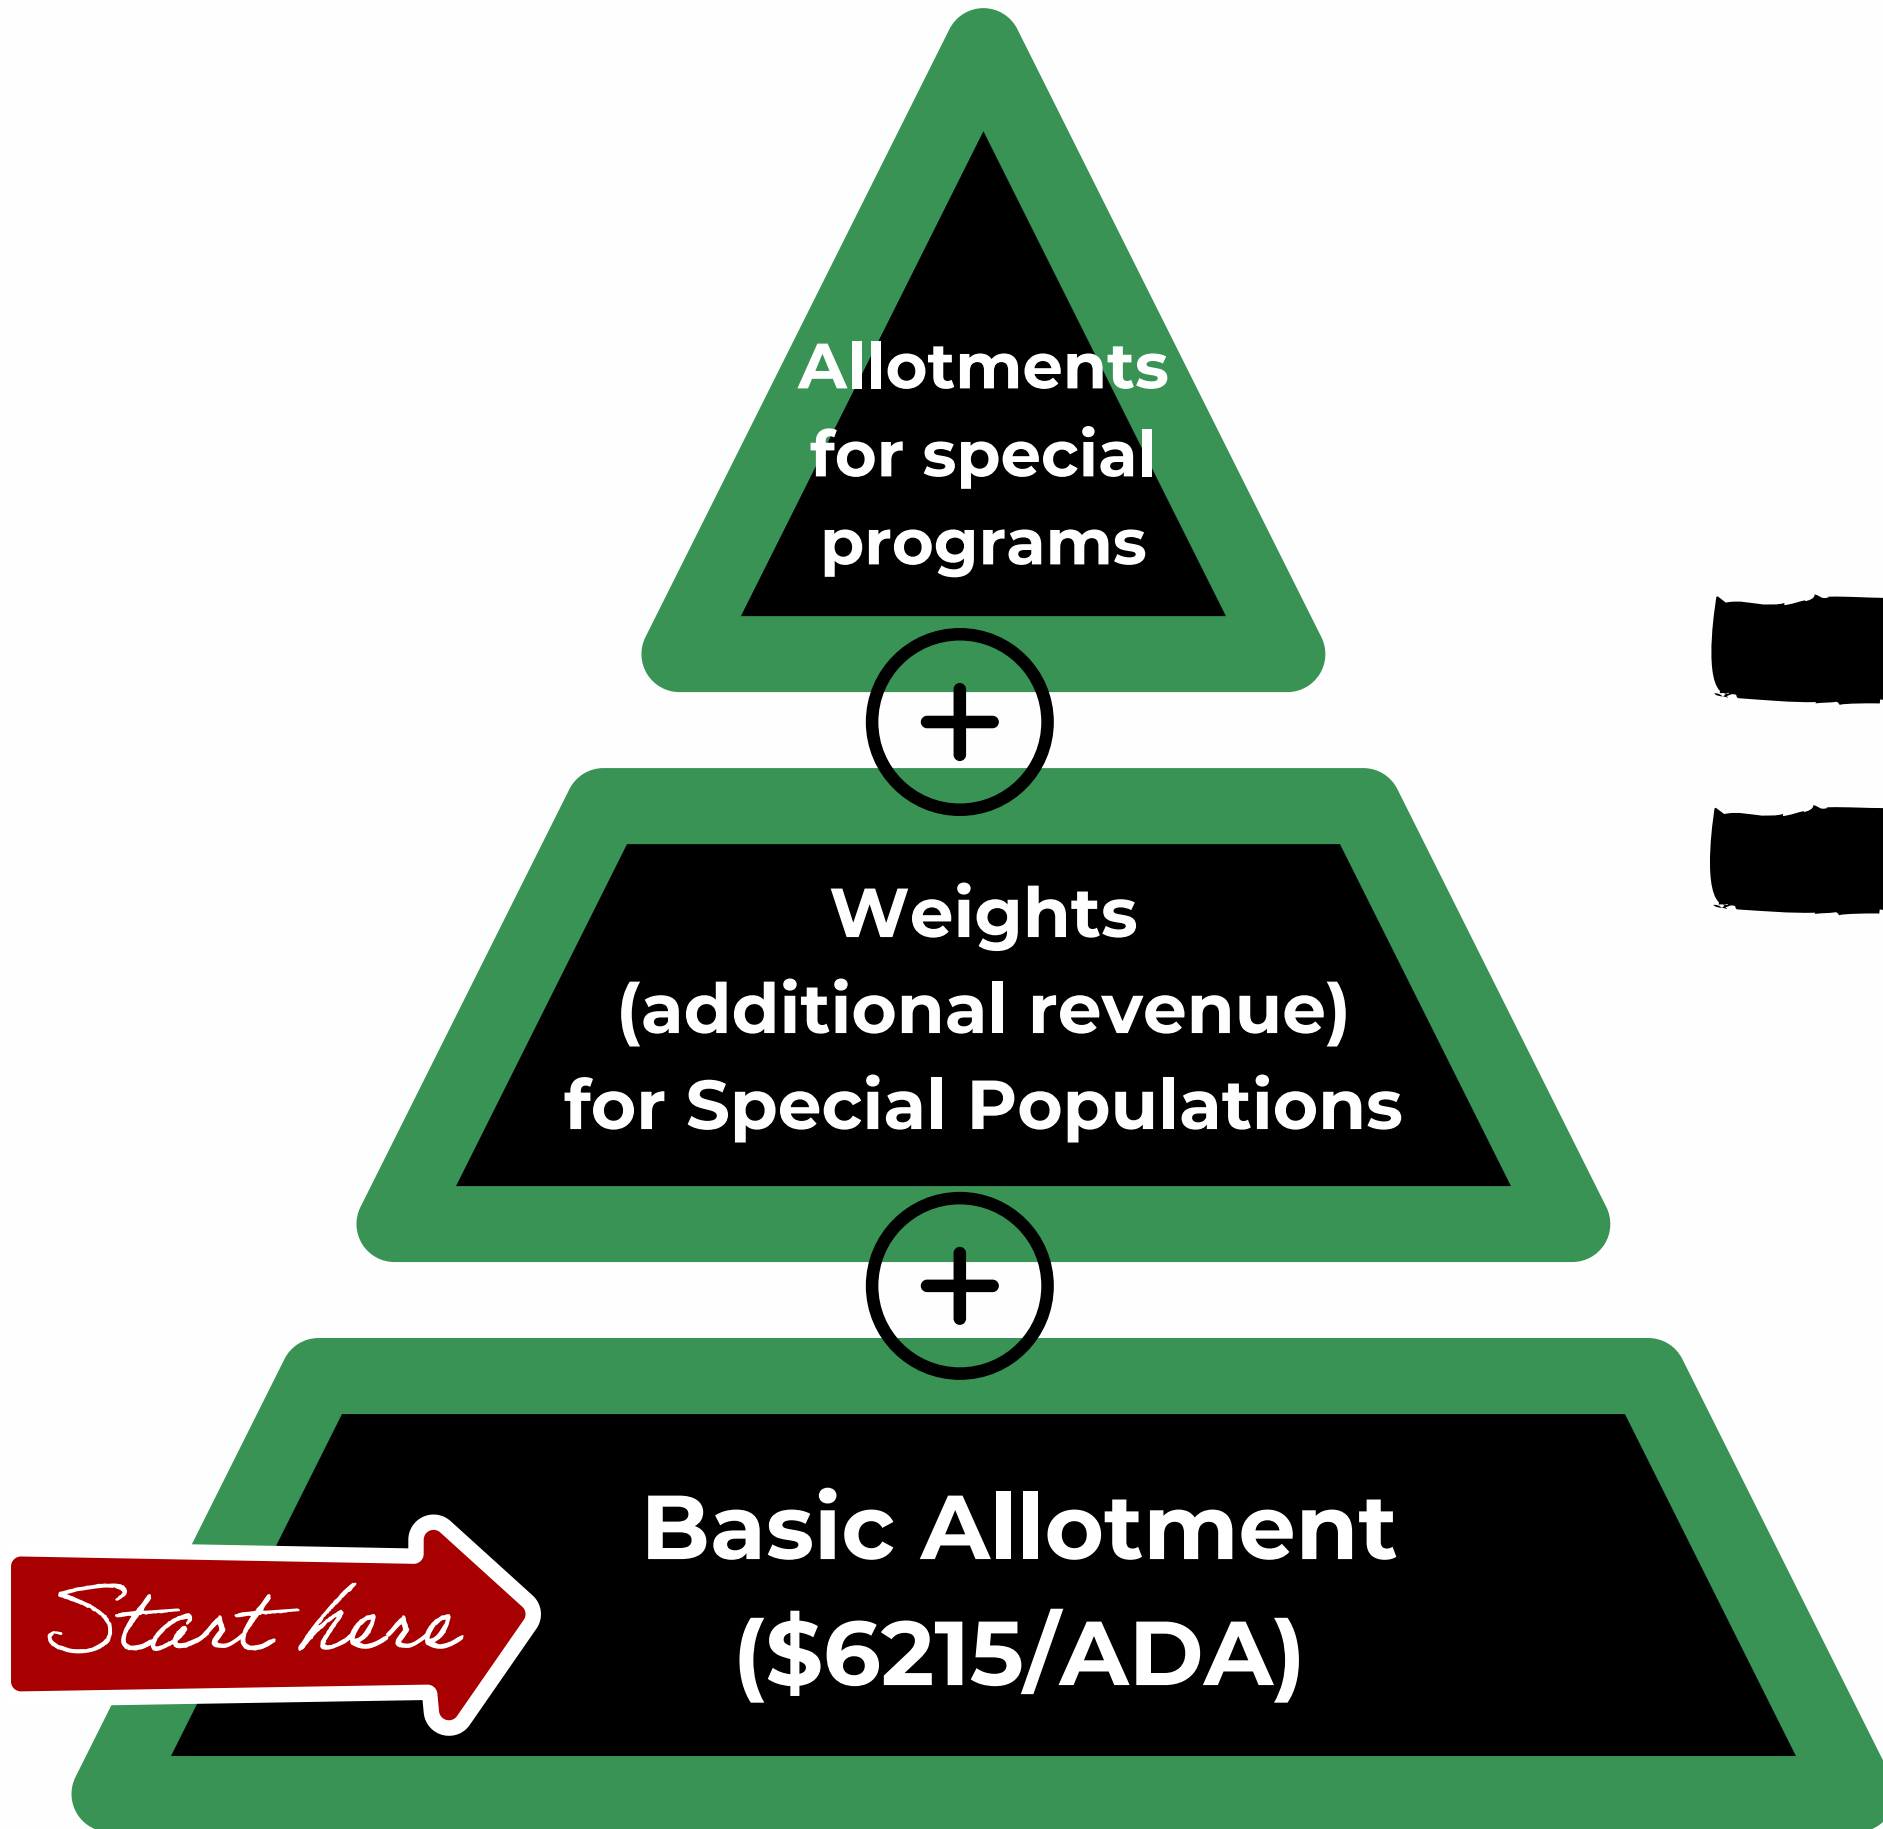 Allotments
for special
programs
Weights
(additional revenue)
for Special Populations
Basic Allotment
($6215/ADA)
Start here